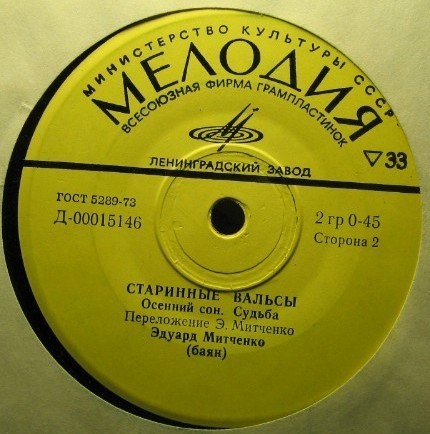 МИНИСТЕРСТВО КУЛЬТУРЫ СССР
МЕЛОДИЯ
ВСЕСОЮЗНАЯ ФИРМА ГРАМПЛАСТИНОК
ЛЕНИНГРАДСКИЙ ЗАВОД
▽33
ГОСТ 5289-73
Д-00015146
2 гр 0-45
Сторона 2
СТАРИННЫЕ ВАЛЬСЫ
Осенний сон. Судьба
Переложение Э. Митченко
Эдуард Митченко
(баян)